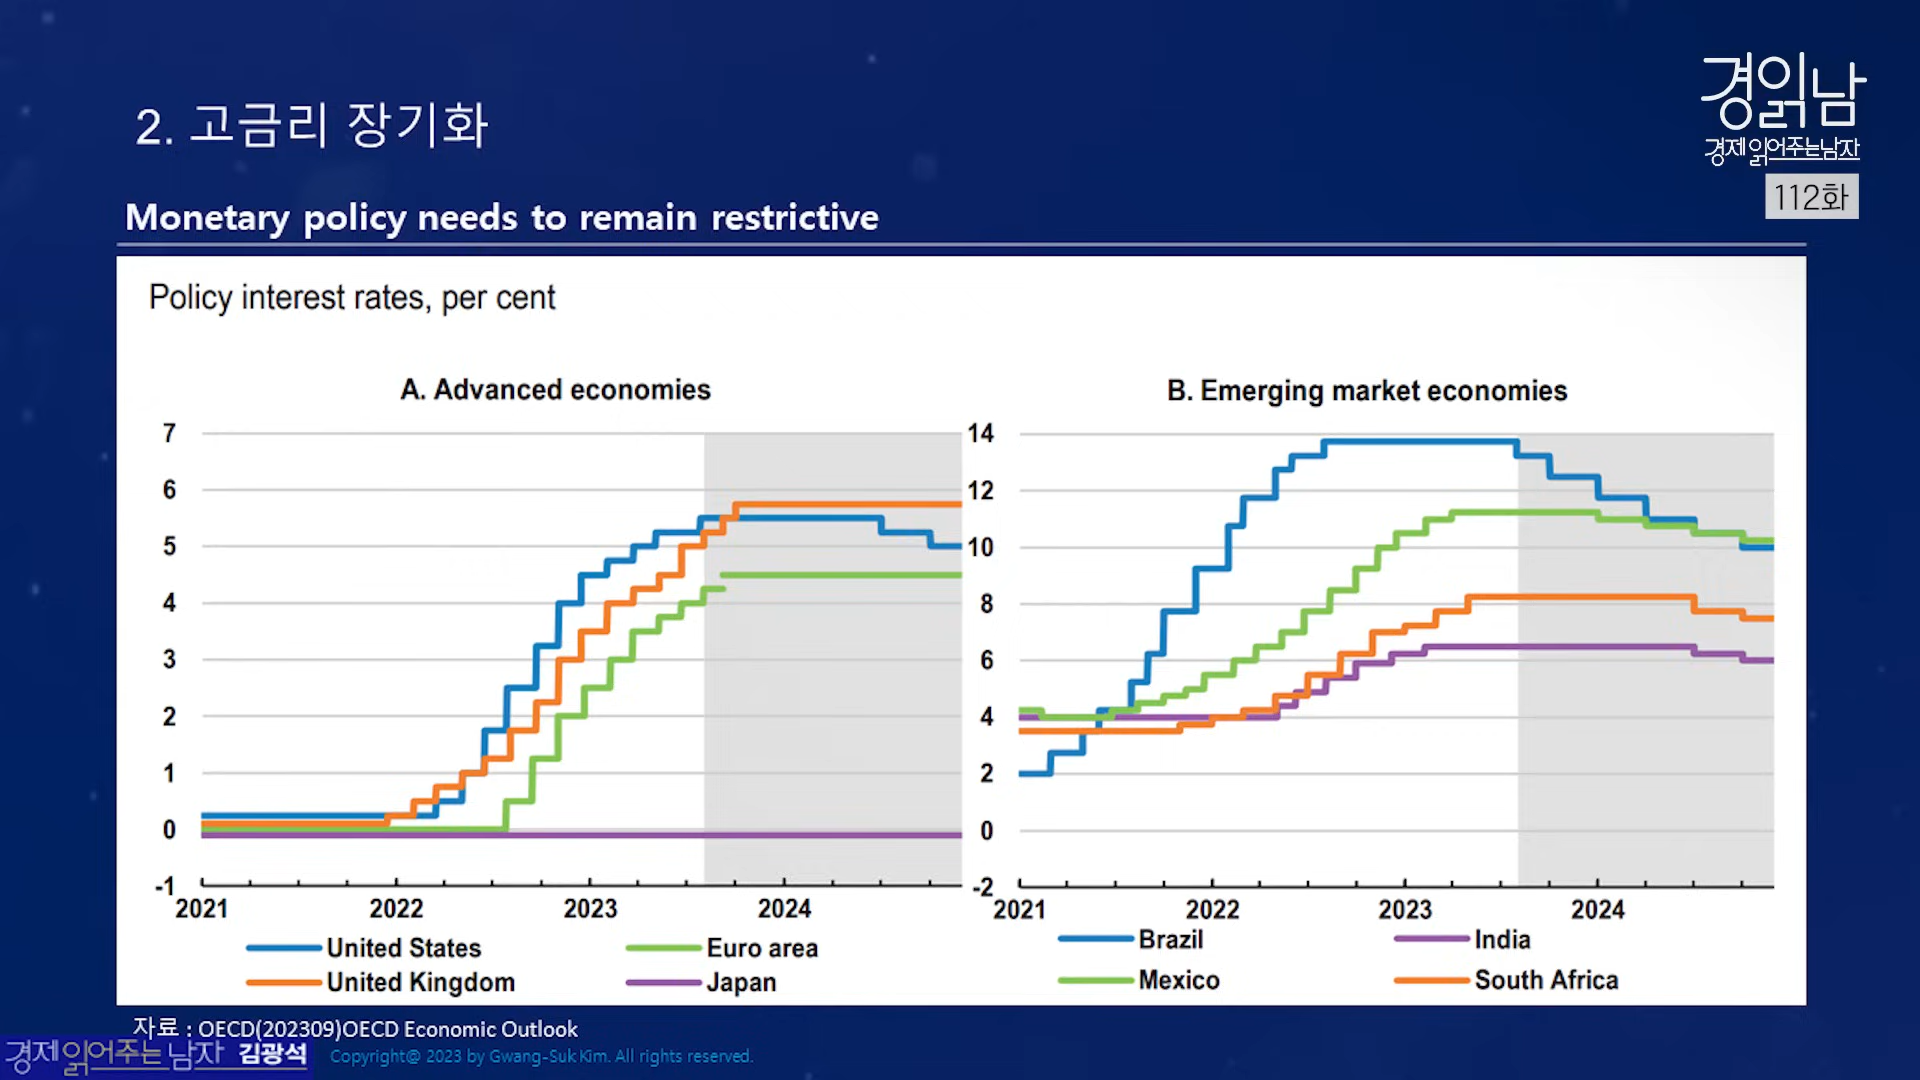 2. 고금리 장기화
경읽남
경제 읽어주는남자
112화
Monetary policy needs to remain restrictive
Policy interest rates, per cent
A. Advanced economies
7
6
5
4
3
2
1
0
-1
2021 2022 2023 2024
United States Euro area
United Kingdom Japan
B. Emerging market economies
14
12
10
8
6
4
2
0
-2
2021 2022 2023 2024
Brazil India
Mexico South Africa
자료 : OECD(202309)OECD Economic Outlook
경제읽어주는남자 김광석
Copyright@ 2023 by Gwang-Suk Kim. All rights reserved.